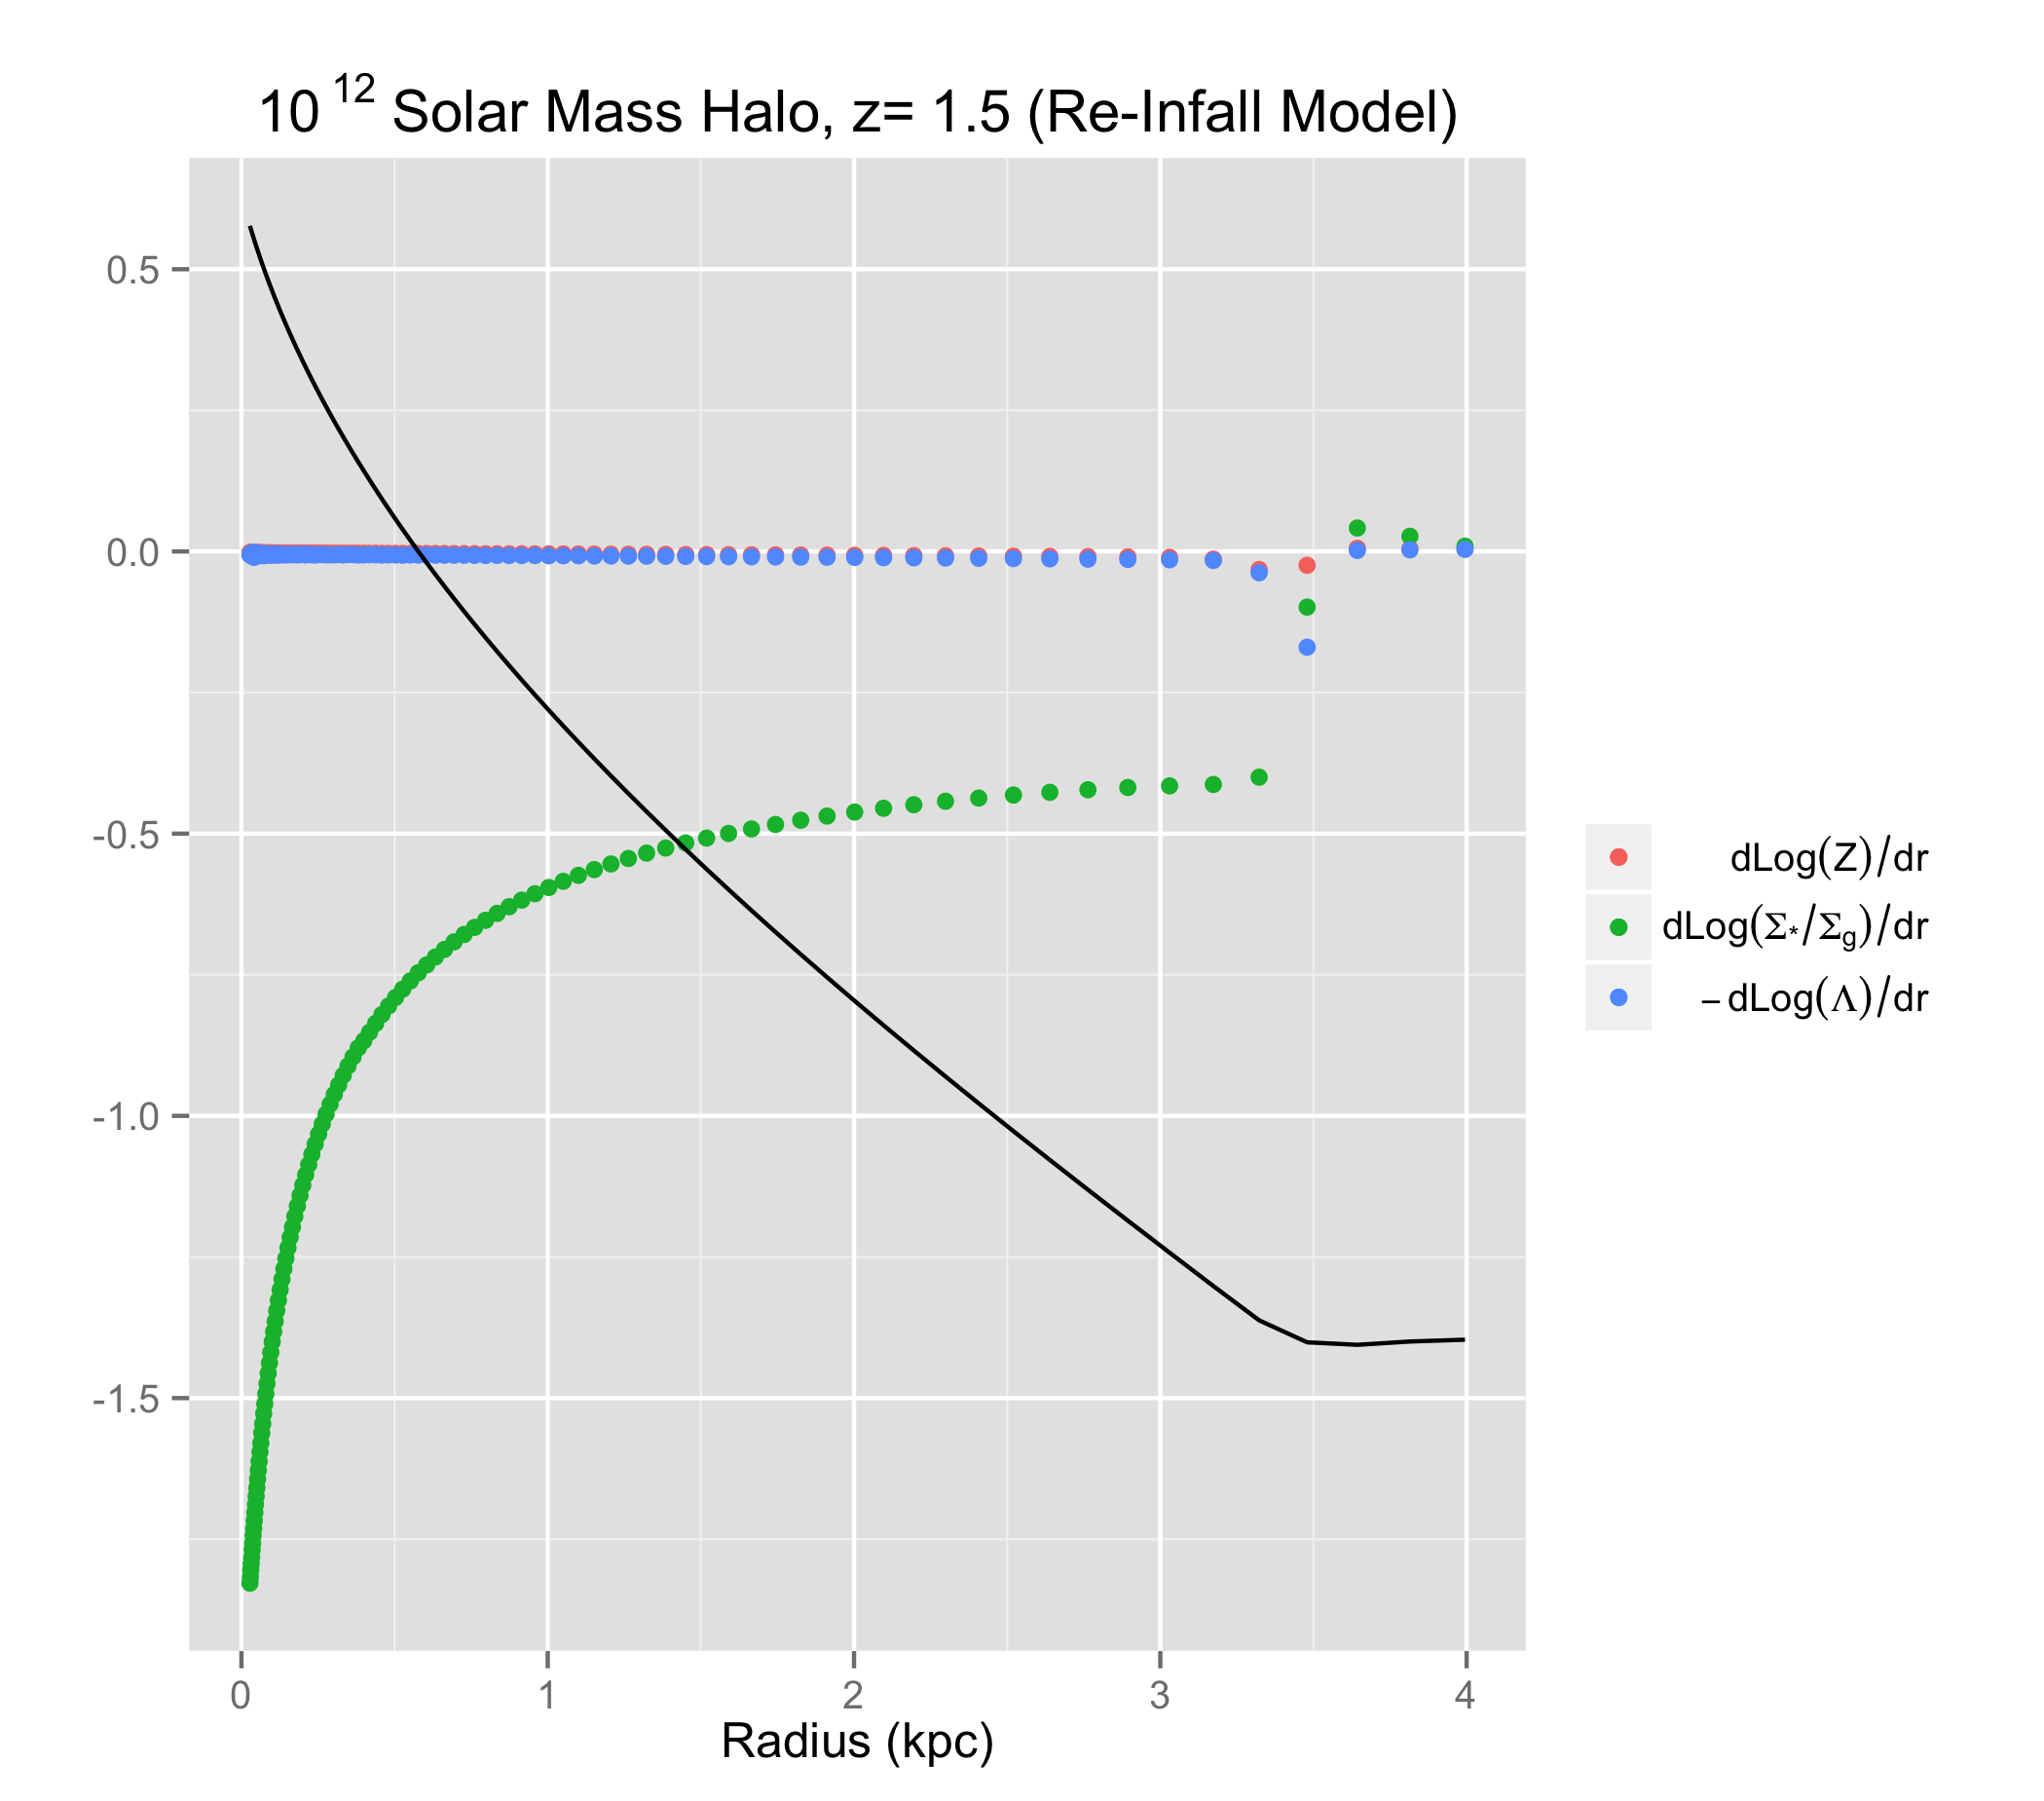 10^12 Solar Mass Halo, z= 1.5 (Re-Infall Model)
0.5
0.0
-0.5
-1.0
-1.5
0 1 2 3 4
Radius (kpc)
dLog(Z)/dr
dLog(Σ*/Σg)/dr
−dLog(Λ)/dr